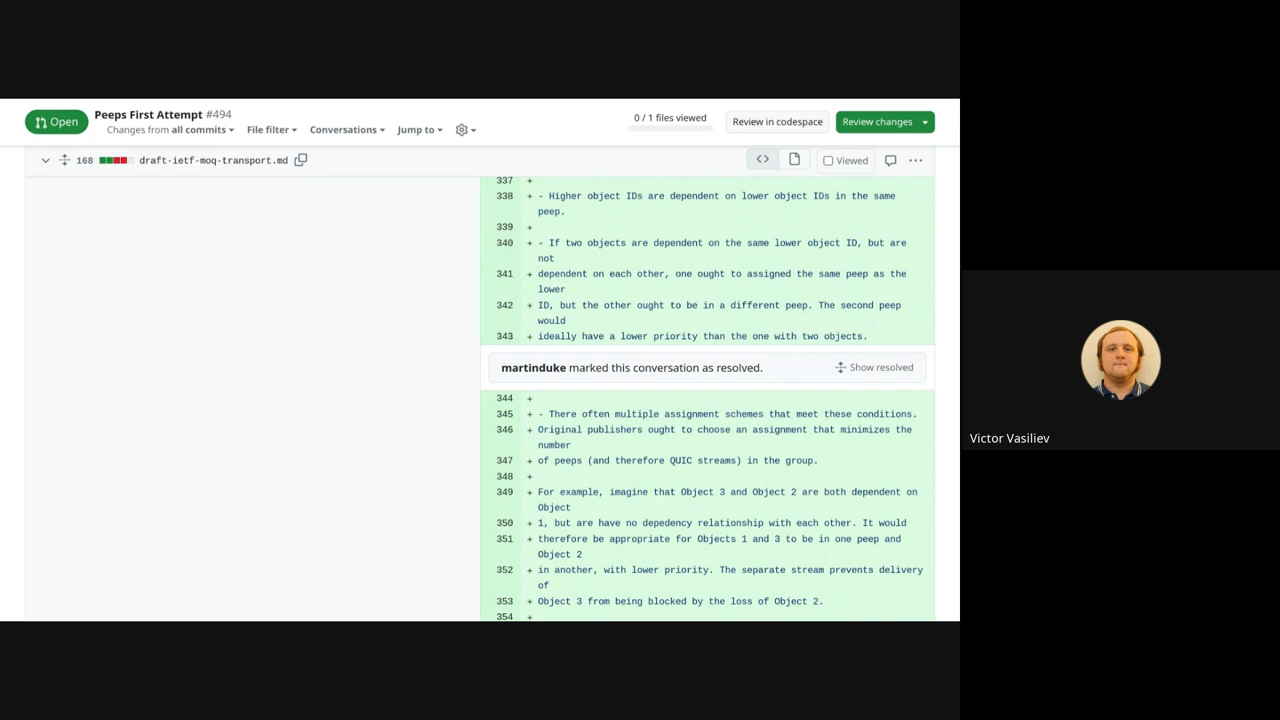 Open
Peeps First Attempt #494
Changes from all commits
File filter
Conversations
Jump to
0 / 1 files viewed
Review in codespace
Review changes
168
draft-ietf-moq-transport.md
Viewed
337 +
338 + - Higher object IDs are dependent on lower object IDs in the same
peep.
339 +
340 + - If two objects are dependent on the same lower object ID, but are
not
341 + dependent on each other, one ought to assigned the same peep as the
lower
342 + ID, but the other ought to be in a different peep. The second peep
would
343 + ideally have a lower priority than the one with two objects.
martinduke marked this conversation as resolved.
Show resolved
344 +
345 + - There often multiple assignment schemes that meet these conditions.
346 + Original publishers ought to choose an assignment that minimizes the
number
347 + of peeps (and therefore QUIC streams) in the group.
348 +
349 + For example, imagine that Object 3 and Object 2 are both dependent on
Object
350 + 1, but are have no depedency relationship with each other. It would
351 + therefore be appropriate for Objects 1 and 3 to be in one peep and
Object 2
352 + in another, with lower priority. The separate stream prevents delivery
of
353 + Object 3 from being blocked by the loss of Object 2.
354 +
Victor Vasiliev